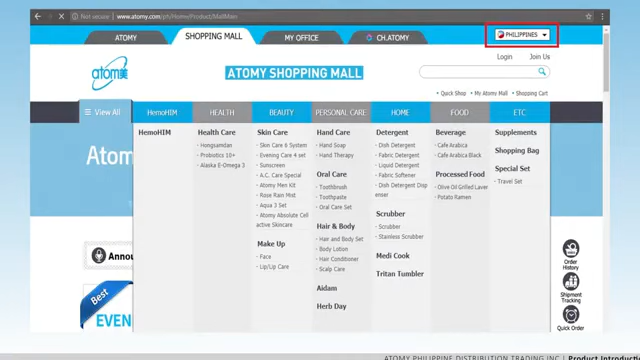 Not secure | www.atomy.com/ph/Home/Product/MallMain
ATOMY
SHOPPING MALL
MY OFFICE
CH.ATOMY
PHILIPPINES
Login
Join Us
atom美
ATOMY SHOPPING MALL
Quick Shop
My Atomy Mall
Shopping Cart
View All
HemoHIM
HEALTH
BEAUTY
PERSONAL CARE
HOME
FOOD
ETC
HemoHIM
Health Care
Hongsamdan
Probiotics 10+
Alaska E-Omega 3
Skin Care
Skin Care 6 System
Evening Care 4 set
Sunscreen
A.C. Care Special
Atomy Men Kit
Rose Rain Mist
Aqua 3 Set
Atomy Absolute Cell
active Skincare
Make Up
Face
Lip/Lip Care
Hand Care
Hand Soap
Hand Therapy
Oral Care
Toothbrush
Toothpaste
Oral Care Set
Hair & Body
Hair and Body Set
Body Lotion
Hair Conditioner
Scalp Care
Aidam
Herb Day
Detergent
Dish Detergent
Fabric Detergent
Liquid Detergent
Fabric Softener
Dish Detergent Disp
enser
Scrubber
Scrubber
Stainless Scrubber
Medi Cook
Tritan Tumbler
Beverage
Cafe Arabica
Cafe Arabica Black
Processed Food
Olive Oil Grilled Laver
Potato Ramen
Supplements
Shopping Bag
Special Set
Travel Set
Atom
Annou
Best
EVEN
Order
History
Shipment
Tracking
Quick Order
ATOMY PHILIPPINE DISTRIBUTION TRADING INC | Product Introducti